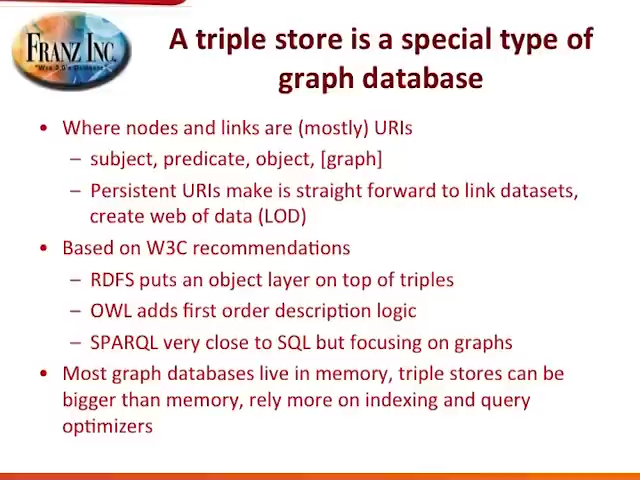 FRANZ INC.
A triple store is a special type of
graph database
• Where nodes and links are (mostly) URIs
– subject, predicate, object, [graph]
– Persistent URIs make is straight forward to link datasets,
create web of data (LOD)
• Based on W3C recommendations
– RDFS puts an object layer on top of triples
– OWL adds first order description logic
– SPARQL very close to SQL but focusing on graphs
• Most graph databases live in memory, triple stores can be
bigger than memory, rely more on indexing and query
optimizers